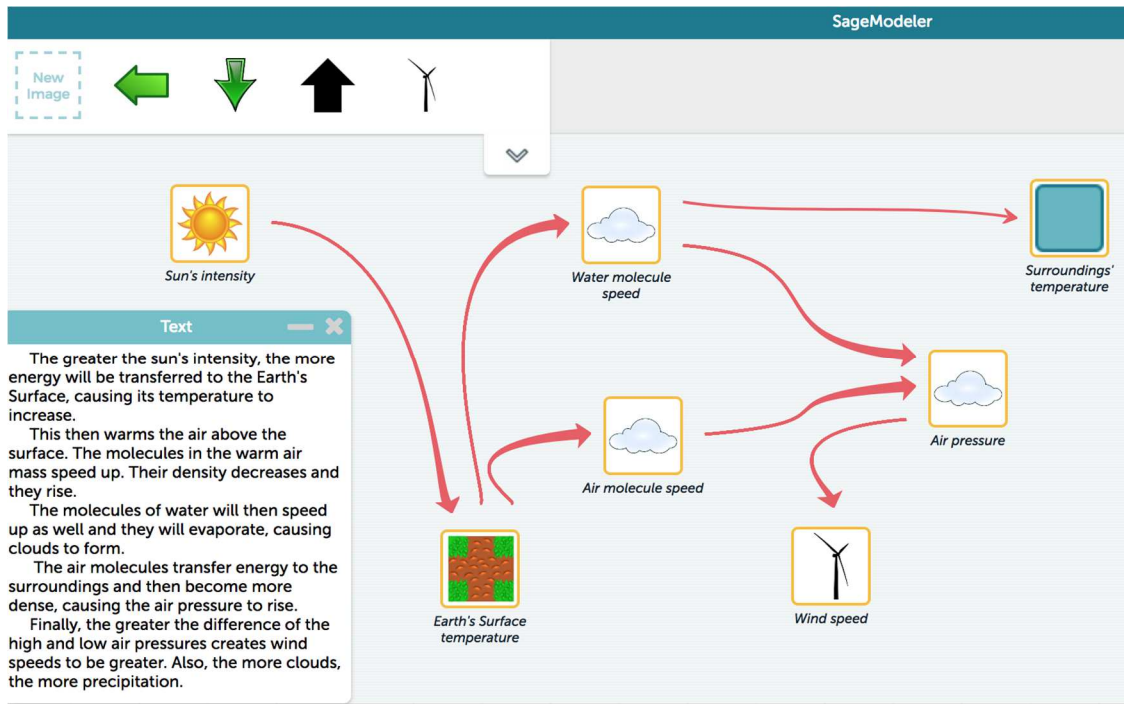 SageModeler
New
Image
Sun's intensity
Water molecule
speed
Surroundings'
temperature
Text
The greater the sun's intensity, the more
energy will be transferred to the Earth's
Surface, causing its temperature to
increase.
This then warms the air above the
surface. The molecules in the warm air
mass speed up. Their density decreases and
they rise.
The molecules of water will then speed
up as well and they will evaporate, causing
clouds to form.
The air molecules transfer energy to the
surroundings and then become more
dense, causing the air pressure to rise.
Finally, the greater the difference of the
high and low air pressures creates wind
speeds to be greater. Also, the more clouds,
the more precipitation.
Air pressure
Air molecule speed
Earth's Surface
temperature
Wind speed